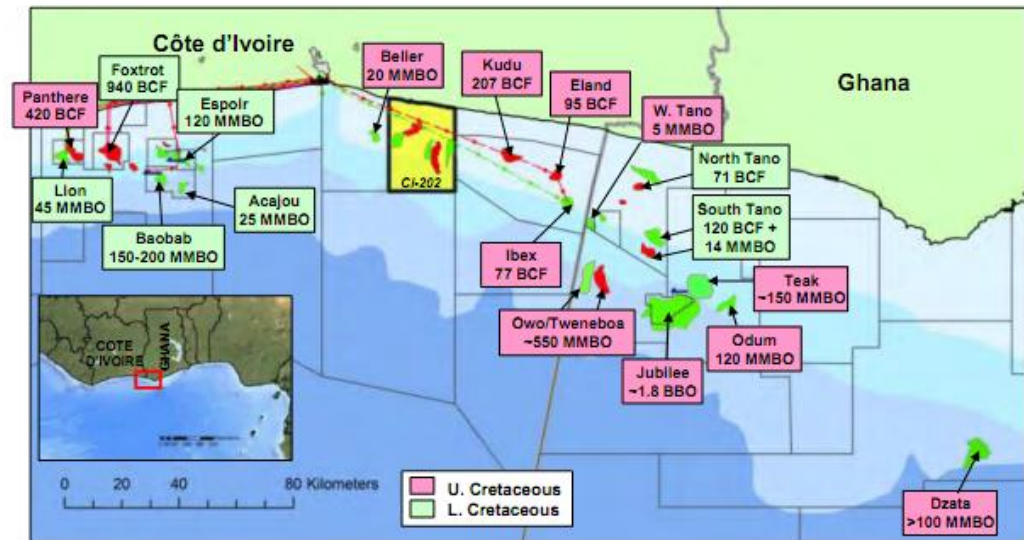 Côte d'Ivoire
Ghana
Panthere
420 BCF
Foxtrot
940 BCF
Espoir
120 MMBO
Belier
20 MMBO
Kudu
207 BCF
Eland
95 BCF
W. Tano
5 MMBO
North Tano
71 BCF
Lion
45 MMBO
Baobab
150-200 MMBO
Acajou
25 MMBO
CI-202
Ibex
77 BCF
South Tano
120 BCF +
14 MMBO
Teak
~150 MMBO
Owo/Tweneboa
~550 MMBO
Jubilee
~1.8 BBO
Odum
120 MMBO
Dzata
>100 MMBO
COTE
D'IVOIRE
GHANA
0 20 40 80 Kilometers
U. Cretaceous
L. Cretaceous